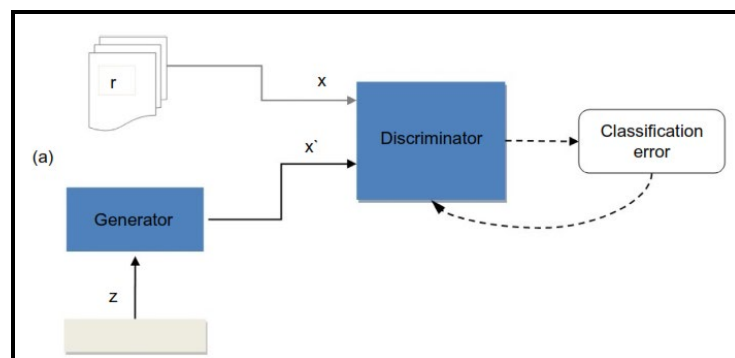 r
x
Discriminator
Classification
error
(a)
x`
Generator
z